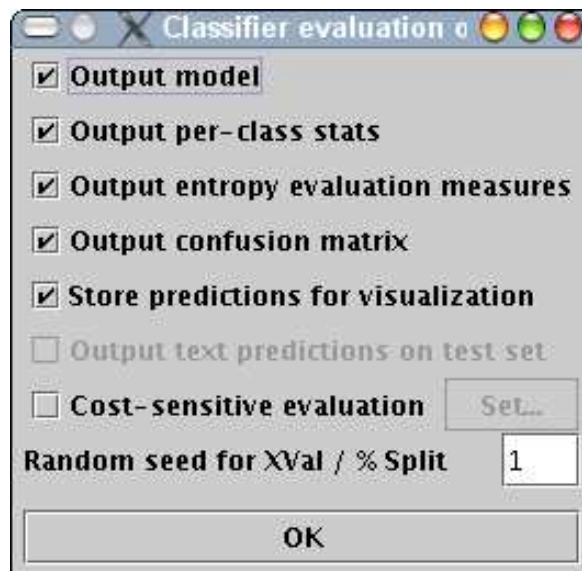 Classifier evaluation o
Output model
Output per-class stats
Output entropy evaluation measures
Output confusion matrix
Store predictions for visualization
Output text predictions on test set
Cost-sensitive evaluation Set...
Random seed for XVal / % Split 1
OK